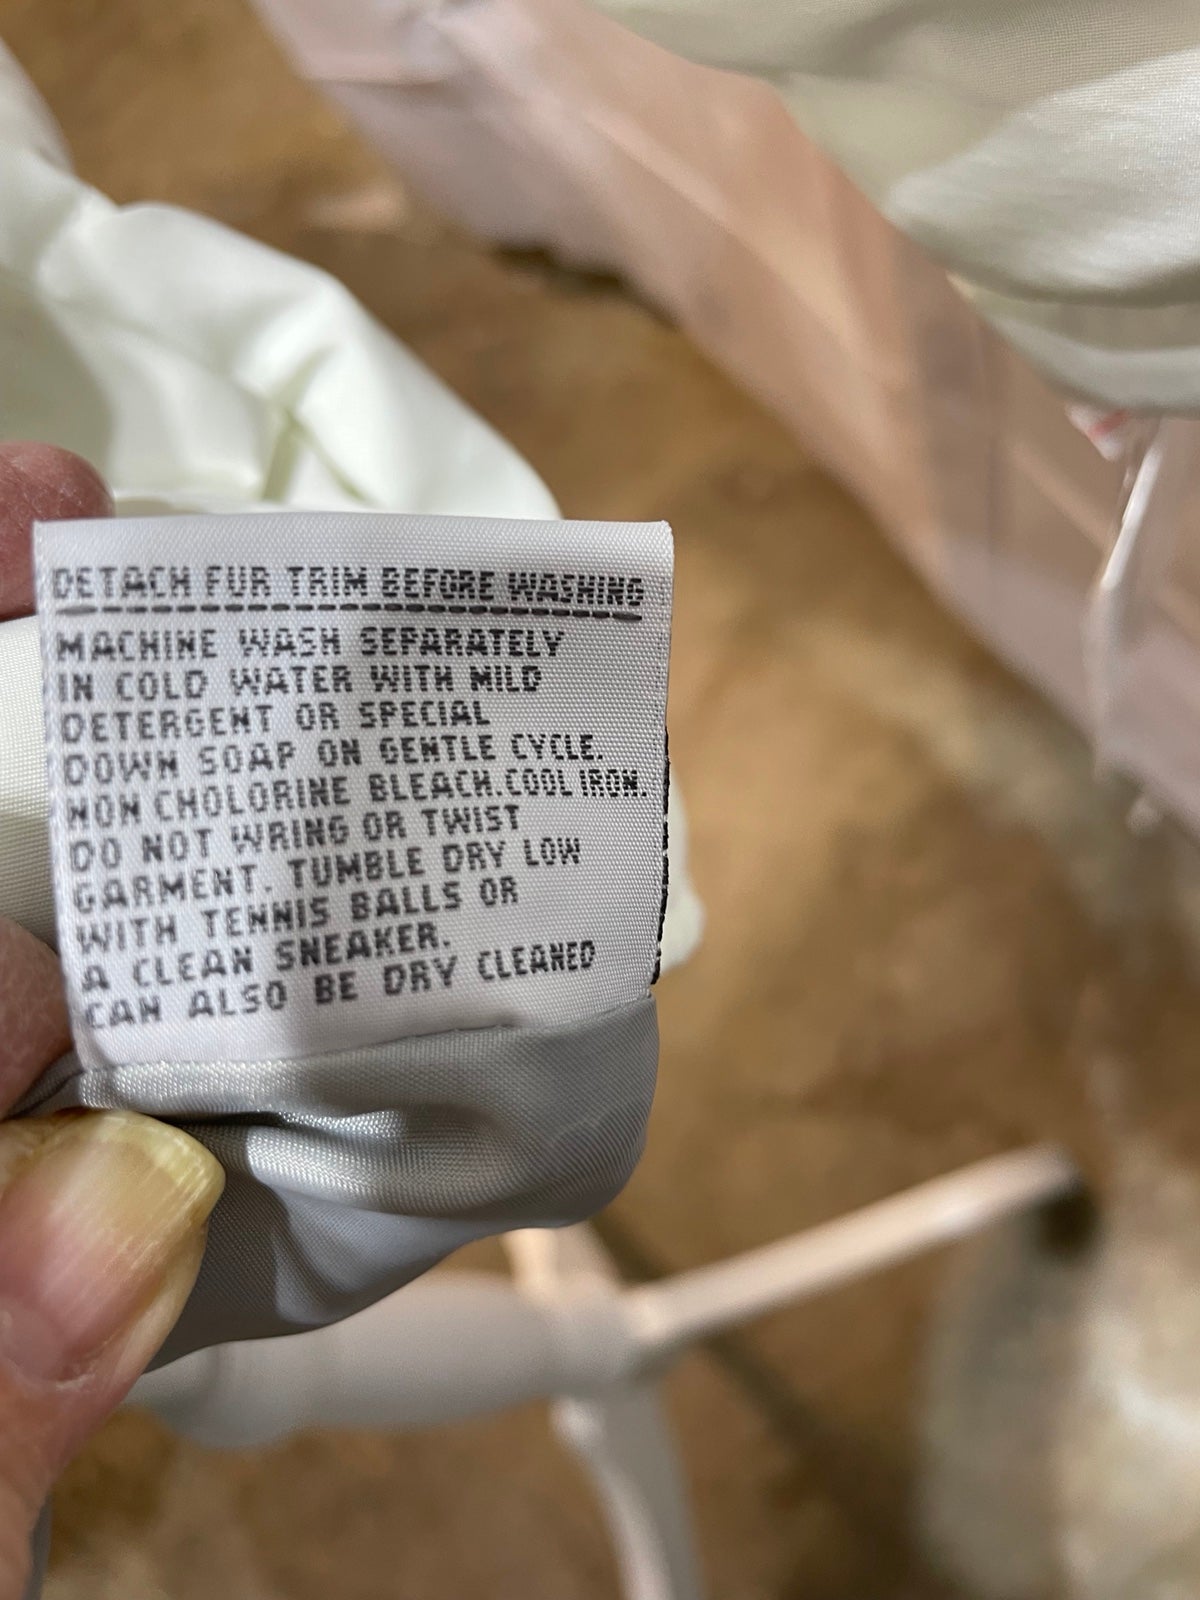 DETACH FUR TRIM BEFORE WASHING
MACHINE WASH SEPARATELY
IN COLD WATER WITH MILD
DETERGENT OR SPECIAL
DOWN SOAP ON GENTLE CYCLE.
NON CHOLORINE BLEACH.COOL IRON.
DO NOT WRING OR TWIST
GARMENT. TUMBLE DRY LOW
WITH TENNIS BALLS OR
A CLEAN SNEAKER.
CAN ALSO BE DRY CLEANED